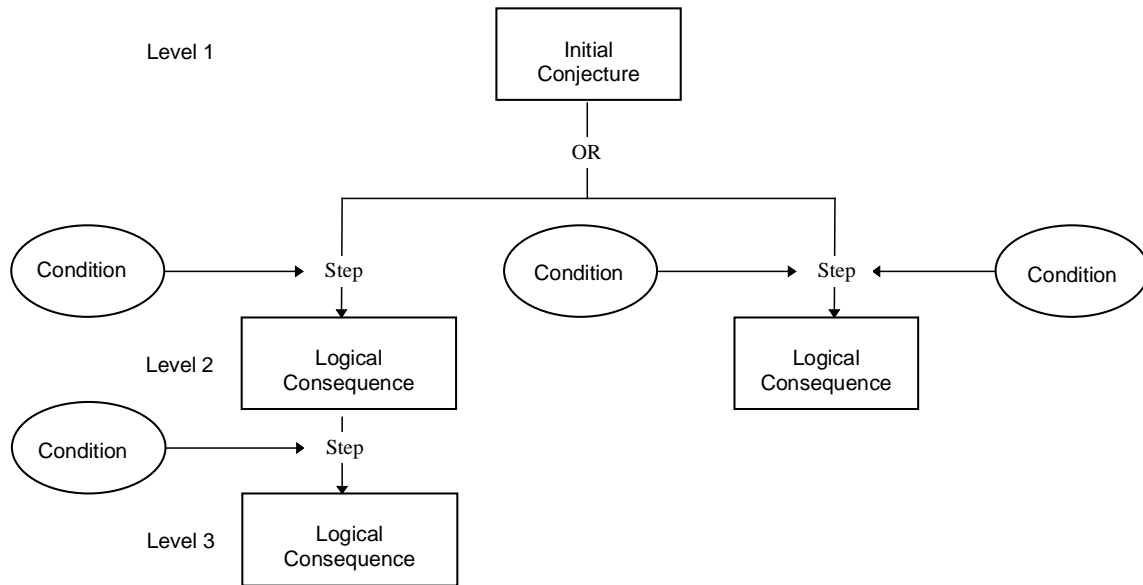 Level 1
Initial
Conjecture
OR
Condition
Step
Condition
Step
Condition
Level 2
Logical
Consequence
Logical
Consequence
Condition
Step
Level 3
Logical
Consequence